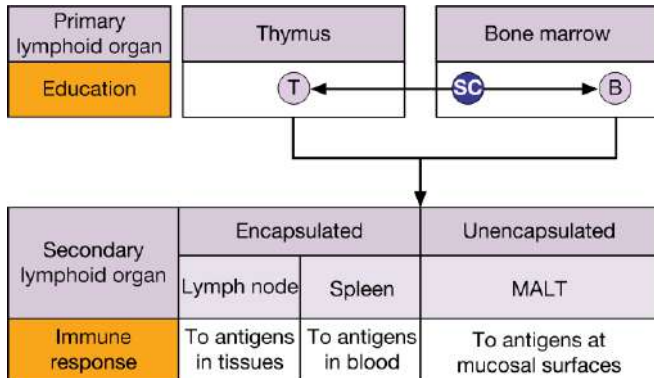 Primary
lymphoid organ
Thymus
Bone marrow
Education
T
SC
B
Secondary
lymphoid organ
Encapsulated
Unencapsulated
Lymph node
Spleen
MALT
Immune
response
To antigens
in tissues
To antigens
in blood
To antigens at
mucosal surfaces